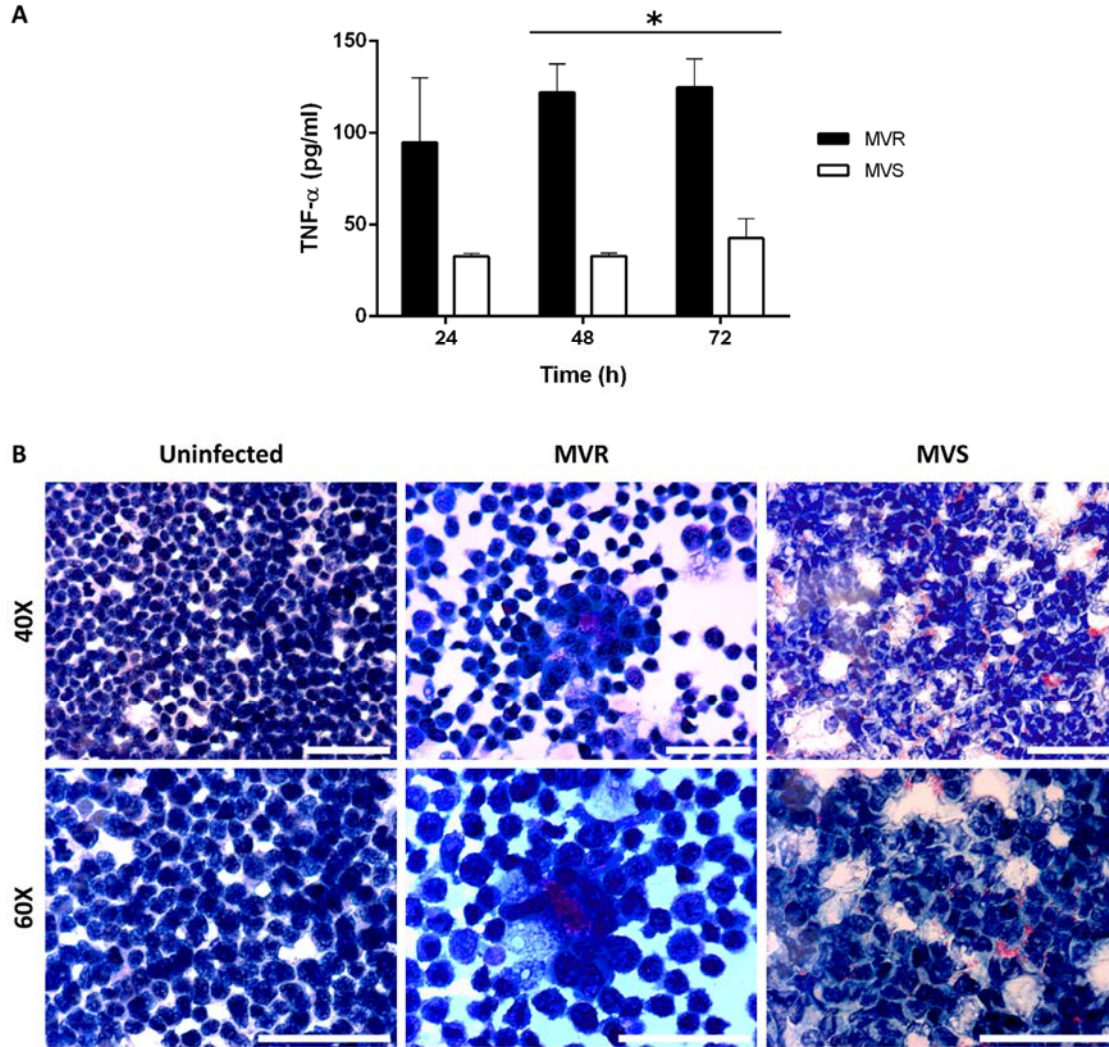 A
*
150
100
50
0
TNF-α (pg/ml)
24
48
72
Time (h)
MVR
MVS
B
Uninfected
MVR
MVS
40X
60X